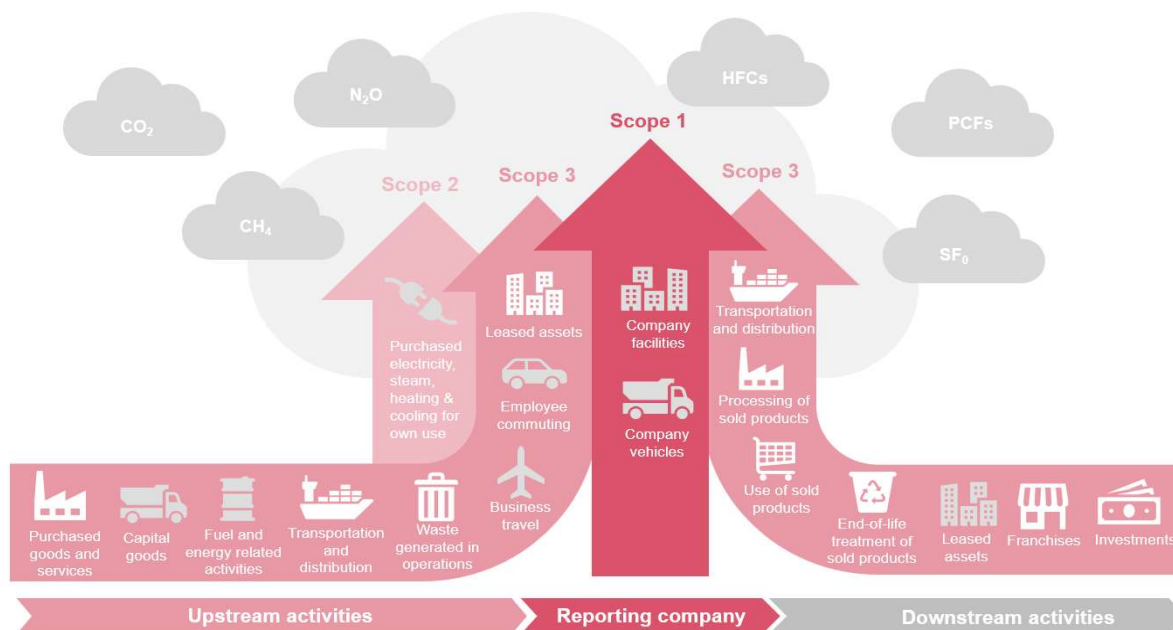 CO₂
N₂O
HFCs
PCFs
CH₄
SF₀
Scope 1
Scope 2
Scope 3
Scope 3
Purchased
electricity,
steam,
heating &
cooling for
own use
Leased assets
Employee
commuting
Business
travel
Company
facilities
Company
vehicles
Transportation
and distribution
Processing of
sold products
Use of sold
products
Purchased
goods and
services
Capital
goods
Fuel and
energy related
activities
Transportation
and
distribution
Waste
generated in
operations
End-of-life
treatment of
sold products
Leased
assets
Franchises
Investments
Upstream activities
Reporting company
Downstream activities